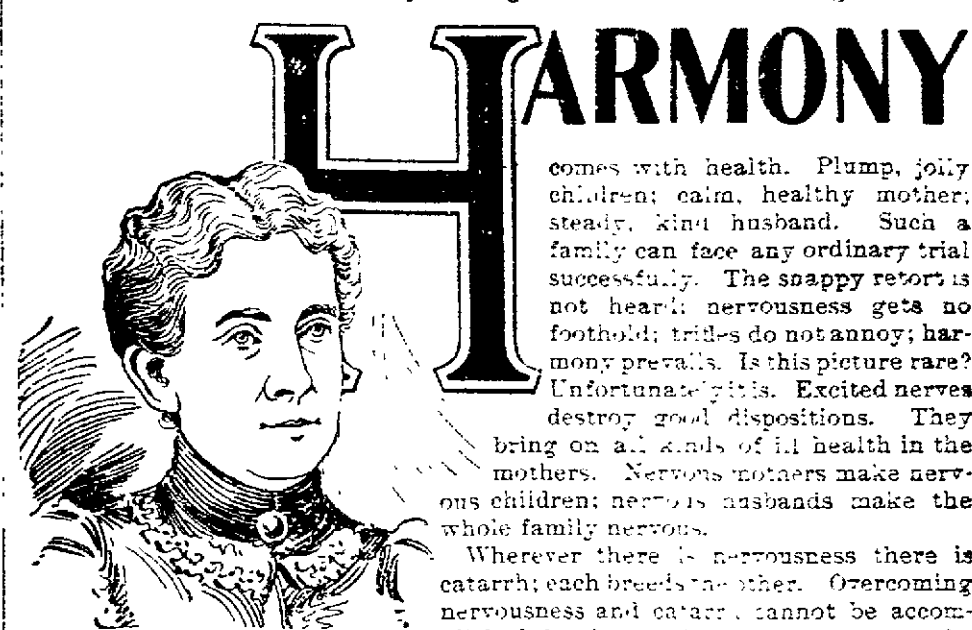 HARMONY
comes with health. Plump, jolly
children; calm, healthy mother;
steady, kind husband. Such a
family can face any ordinary trial
successfully. The snappy retort is
not heard; nervousness gets no
foothold; trifles do not annoy; har-
mony prevails. Is this picture rare?
Unfortunately it is. Excited nerves
destroy good dispositions. They
bring on all kinds of ill health in the
mothers. Nervous mothers make nerv-
ous children; nervous husbands make the
whole family nervous.
Wherever there is nervousness there is
catarrh; each breeds the other. Overcoming
nervousness and catarrh cannot be accom-